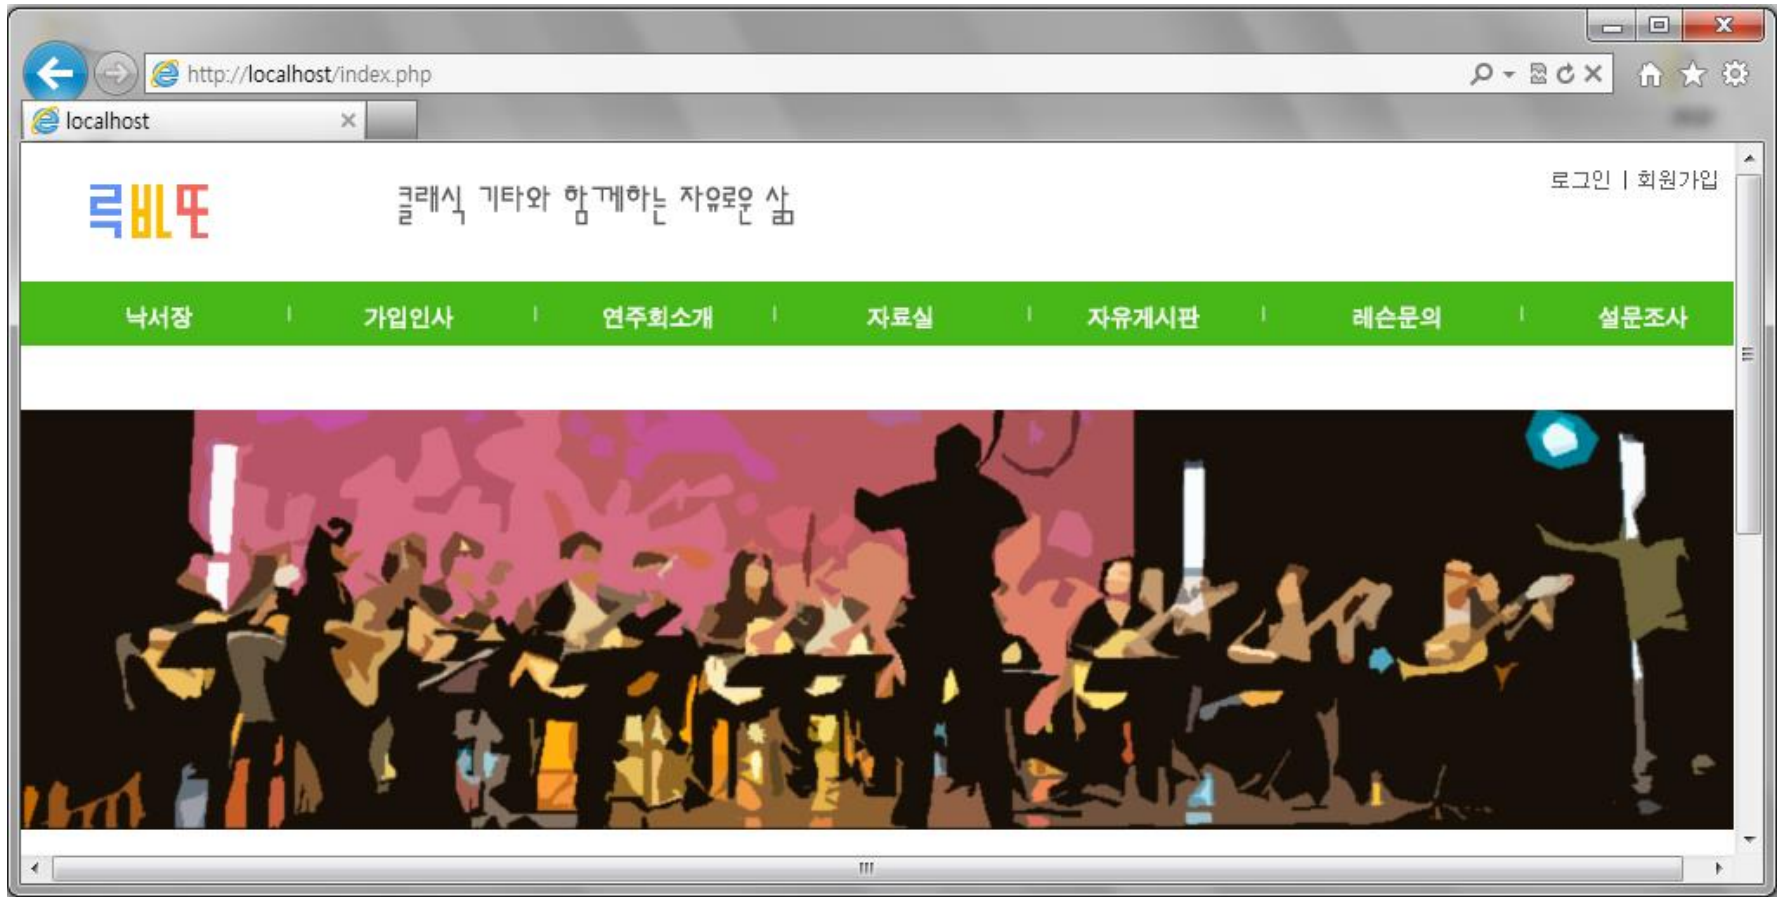 http://localhost/index.php
localhost
로그인 | 회원가입
륵비또 클래식 기타와 함께하는 자유로운 삶
낙서장 | 가입인사 | 연주회소개 | 자료실 | 자유게시판 | 레슨문의 | 설문조사